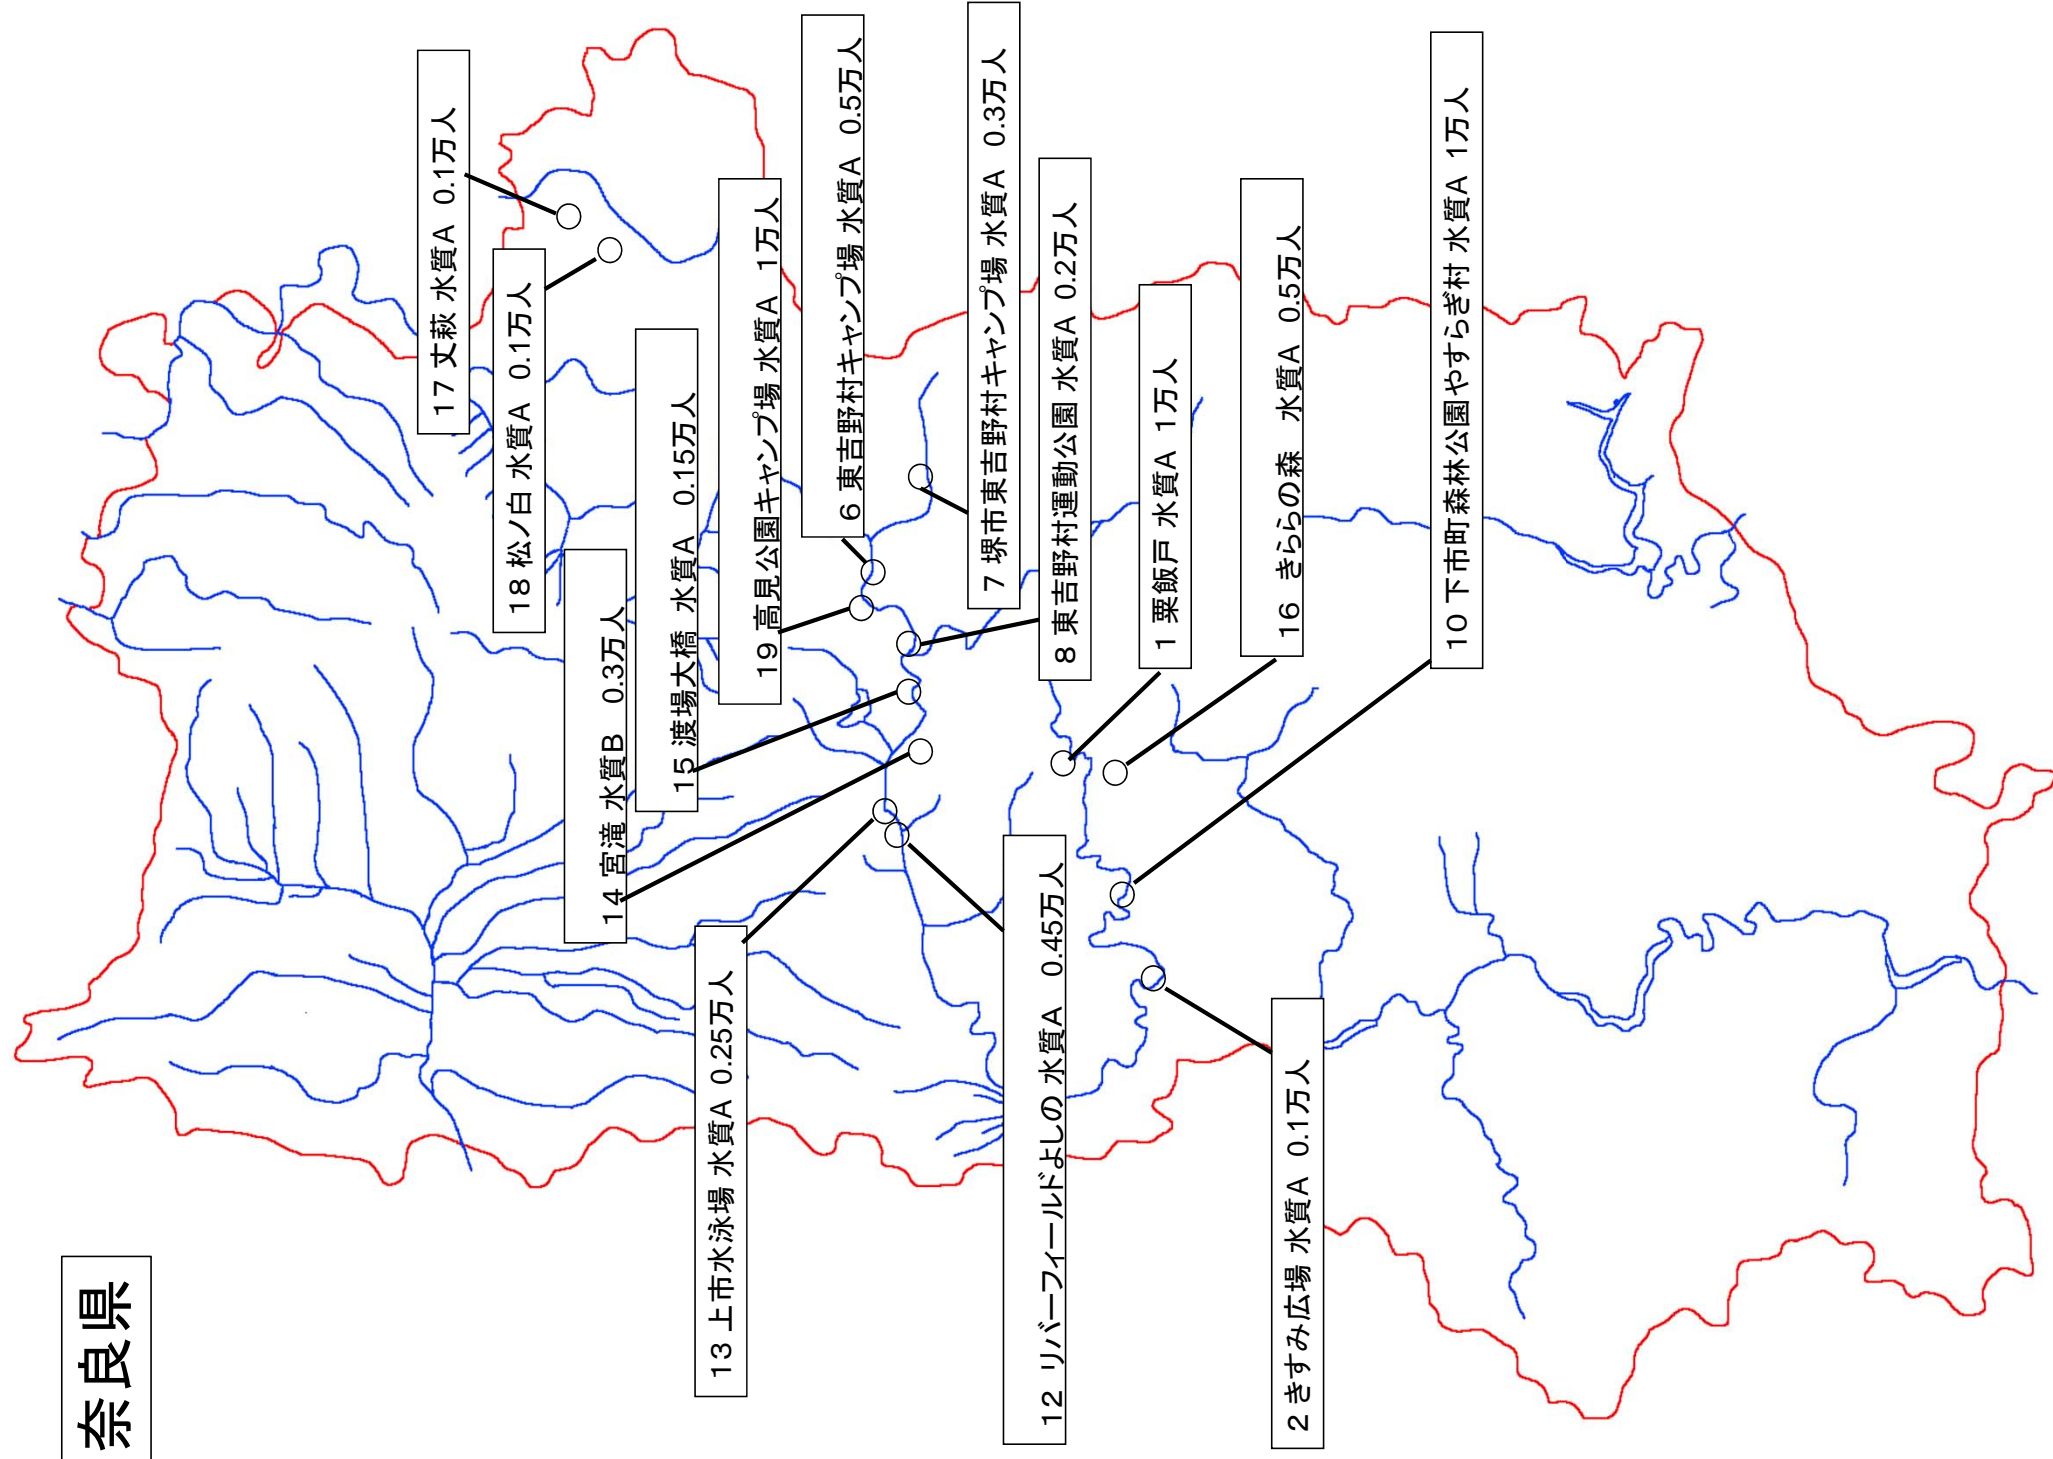 奈良県
17 丈萩 水質A 0.1万人
18 松ノ白 水質A 0.1万人
14 宮滝 水質B 0.3万人
15 渡場大橋 水質A 0.15万人
13 上市水泳場 水質A 0.25万人
19 高見公園キャンプ場 水質A 1万人
6 東吉野村キャンプ場 水質A 0.5万人
7 堺市東吉野村キャンプ場 水質A 0.3万人
12 リバーフィールドよしの 水質A 0.45万人
8 東吉野村運動公園 水質A 0.2万人
1 粟飯戸 水質A 1万人
16 きららの森 水質A 0.5万人
2 きすみ広場 水質A 0.1万人
10 下市町森林公園やすらぎ村 水質A 1万人